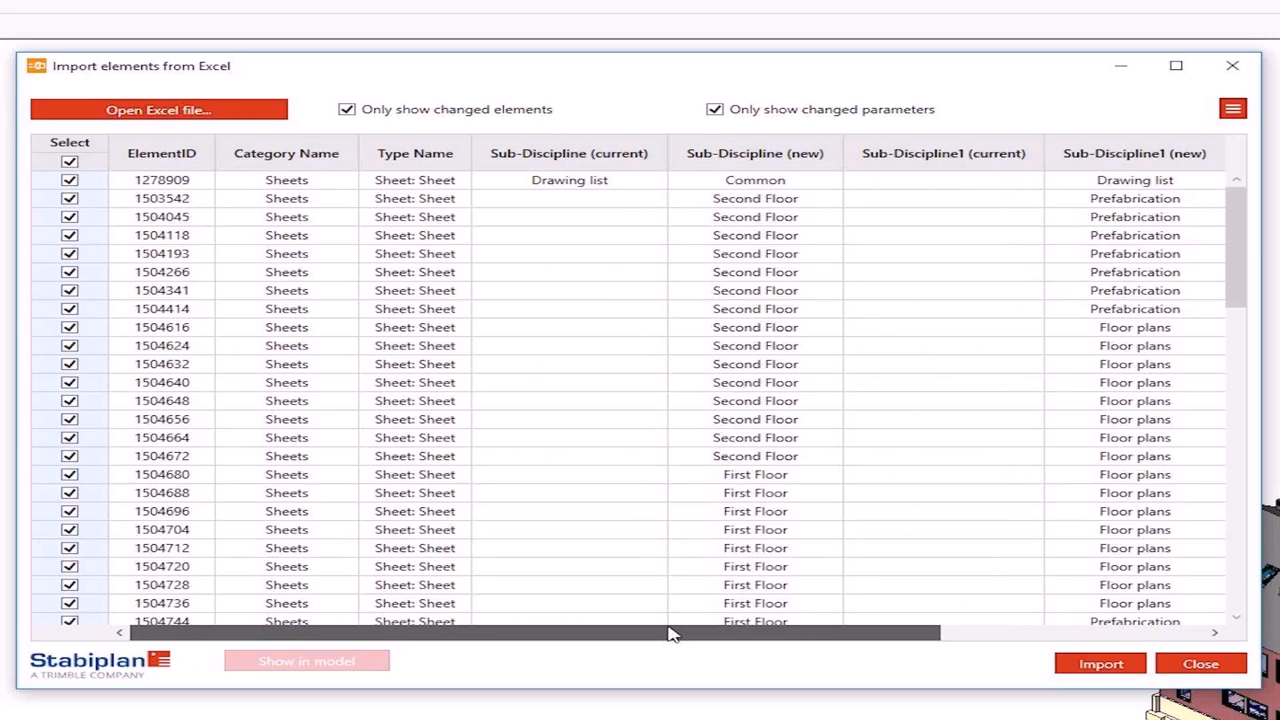 Import elements from Excel
Open Excel file... Only show changed elements Only show changed parameters
Select
ElementID Category Name Type Name Sub-Discipline (current) Sub-Discipline (new) Sub-Discipline1 (current) Sub-Discipline1 (new)
1278909 Sheets Sheet: Sheet Drawing list Common Drawing list
1503542 Sheets Sheet: Sheet Second Floor Prefabrication
1504045 Sheets Sheet: Sheet Second Floor Prefabrication
1504118 Sheets Sheet: Sheet Second Floor Prefabrication
1504193 Sheets Sheet: Sheet Second Floor Prefabrication
1504266 Sheets Sheet: Sheet Second Floor Prefabrication
1504341 Sheets Sheet: Sheet Second Floor Prefabrication
1504414 Sheets Sheet: Sheet Second Floor Prefabrication
1504616 Sheets Sheet: Sheet Second Floor Floor plans
1504624 Sheets Sheet: Sheet Second Floor Floor plans
1504632 Sheets Sheet: Sheet Second Floor Floor plans
1504640 Sheets Sheet: Sheet Second Floor Floor plans
1504648 Sheets Sheet: Sheet Second Floor Floor plans
1504656 Sheets Sheet: Sheet Second Floor Floor plans
1504664 Sheets Sheet: Sheet Second Floor Floor plans
1504672 Sheets Sheet: Sheet Second Floor Floor plans
1504680 Sheets Sheet: Sheet First Floor Floor plans
1504688 Sheets Sheet: Sheet First Floor Floor plans
1504696 Sheets Sheet: Sheet First Floor Floor plans
1504704 Sheets Sheet: Sheet First Floor Floor plans
1504712 Sheets Sheet: Sheet First Floor Floor plans
1504720 Sheets Sheet: Sheet First Floor Floor plans
1504728 Sheets Sheet: Sheet First Floor Floor plans
1504736 Sheets Sheet: Sheet First Floor Floor plans
1504744 Sheets Sheet: Sheet First Floor Prefabrication
Stabiplan
A TRIMBLE COMPANY
Show in model Import Close